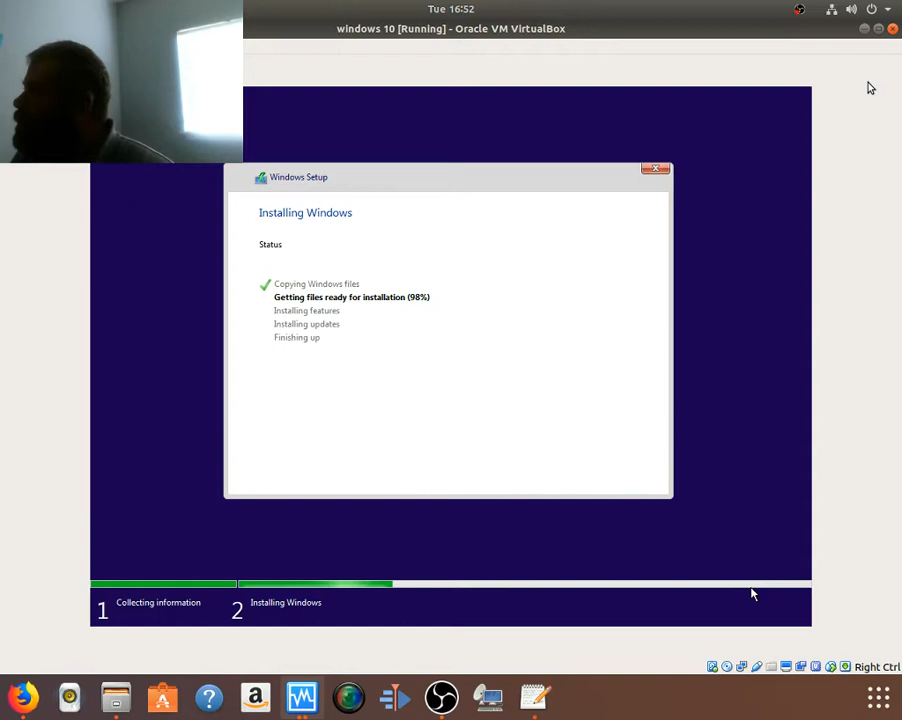 Tue 16:52
windows 10 [Running] - Oracle VM VirtualBox
Windows Setup
Installing Windows
Status
Copying Windows files
Getting files ready for installation (98%)
Installing features
Installing updates
Finishing up
1 Collecting information
2 Installing Windows
Right Ctrl